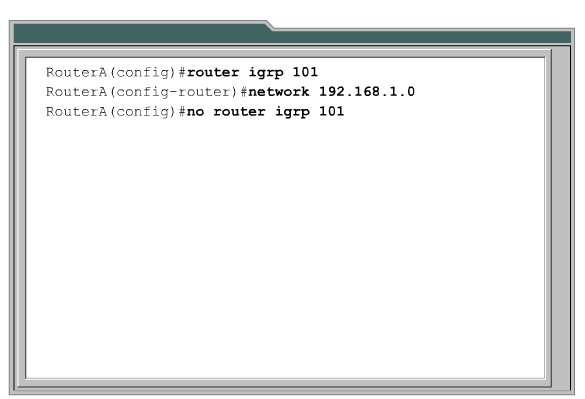 RouterA(config)#router igrp 101
RouterA(config-router)#network 192.168.1.0
RouterA(config)#no router igrp 101